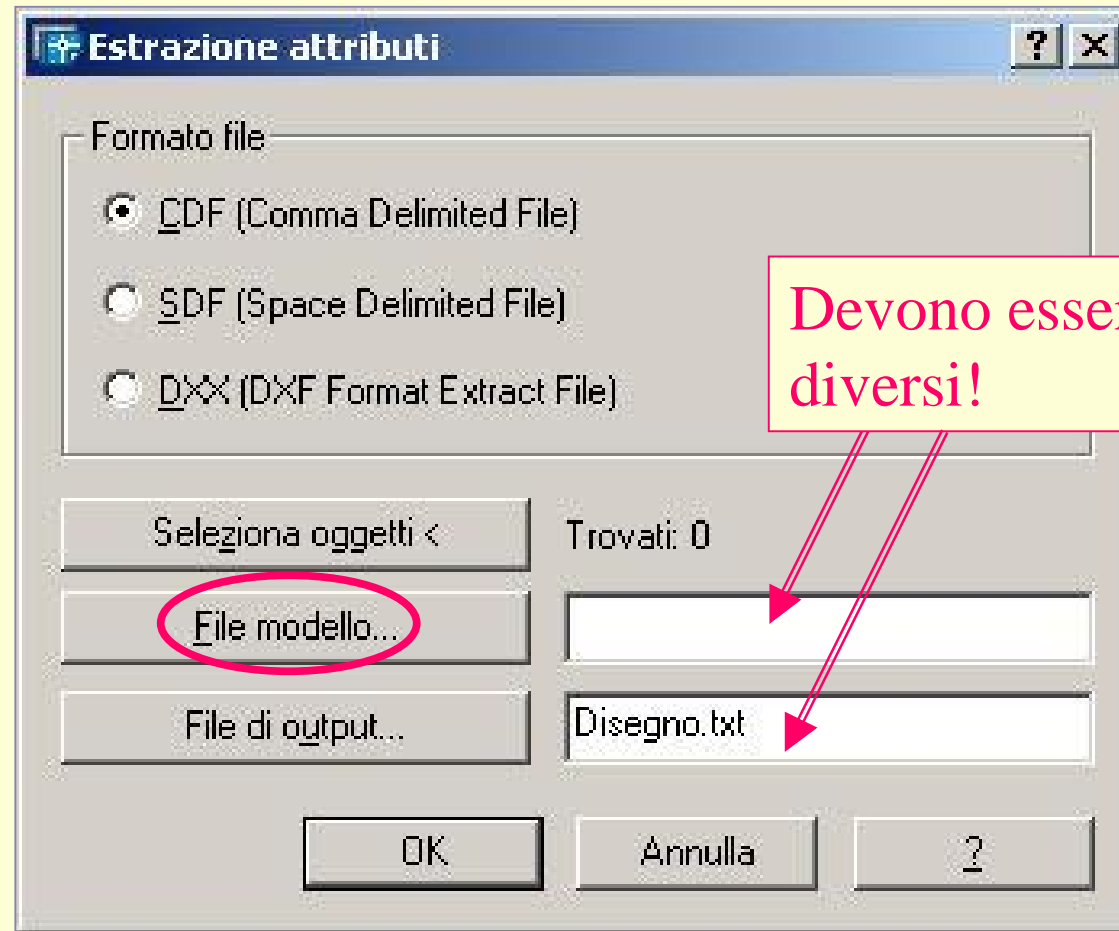 Estrazione attributi
Formato file
CDF (Comma Delimited File)
SDF (Space Delimited File)
DXX (DXF Format Extract File)
Devono
diversi!
Seleziona oggetti <
Trovati: 0
File modello...
File di output...
Disegno.txt
OK
Annulla
?